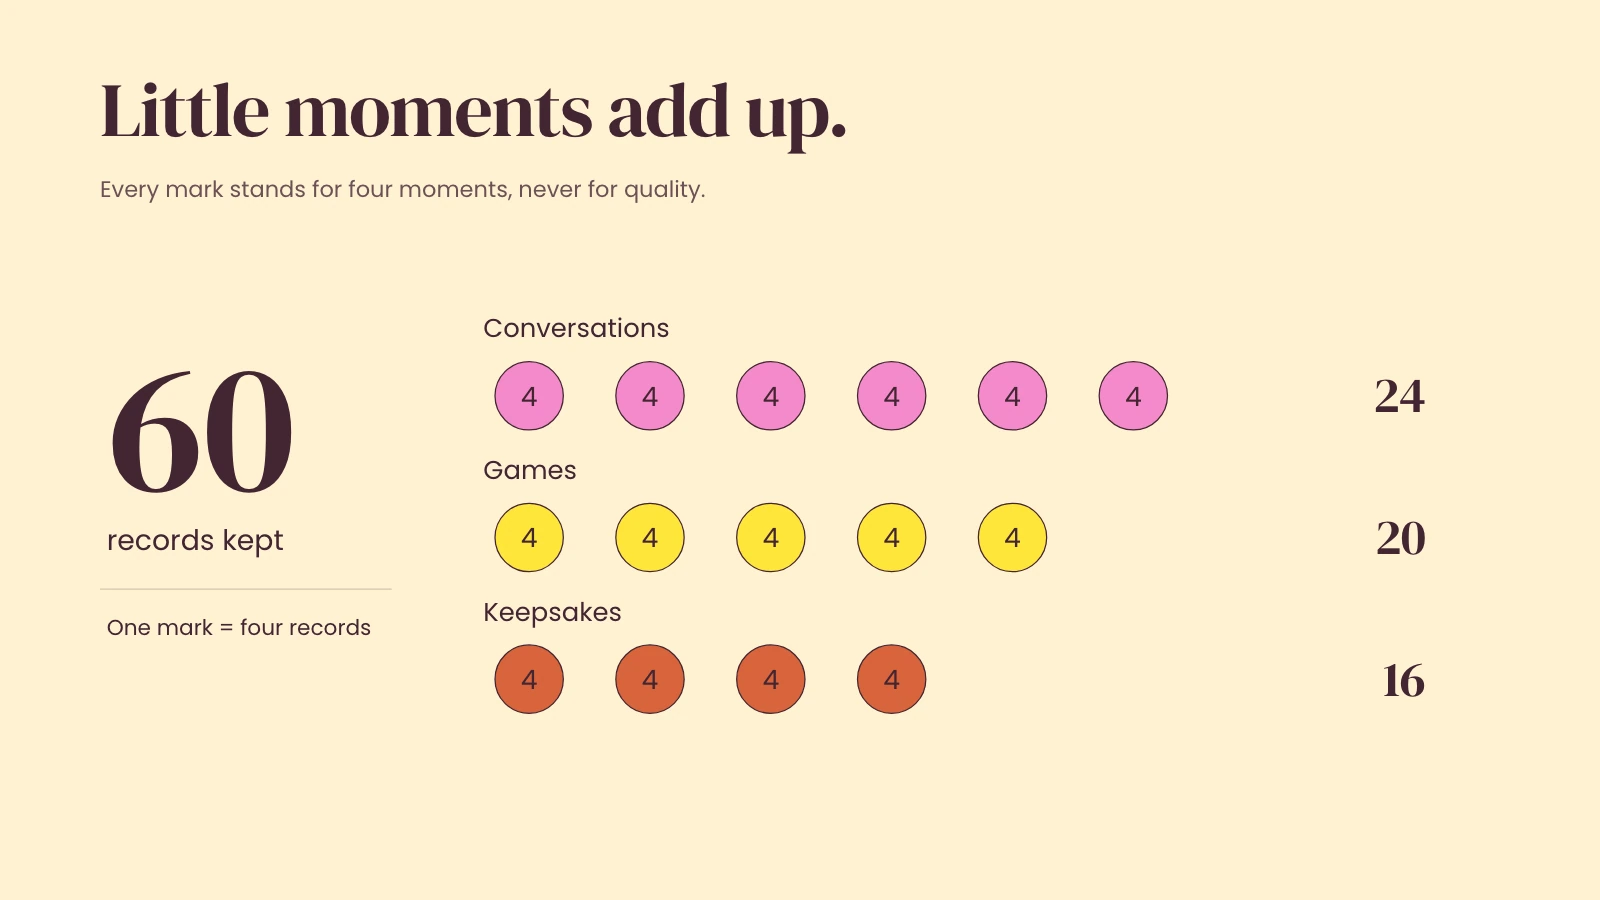 Little moments add up.
Every mark stands for four moments, never for quality.
60
records kept
One mark = four records
Conversations
4 4 4 4 4 4 24
Games
4 4 4 4 4 20
Keepsakes
4 4 4 4 16